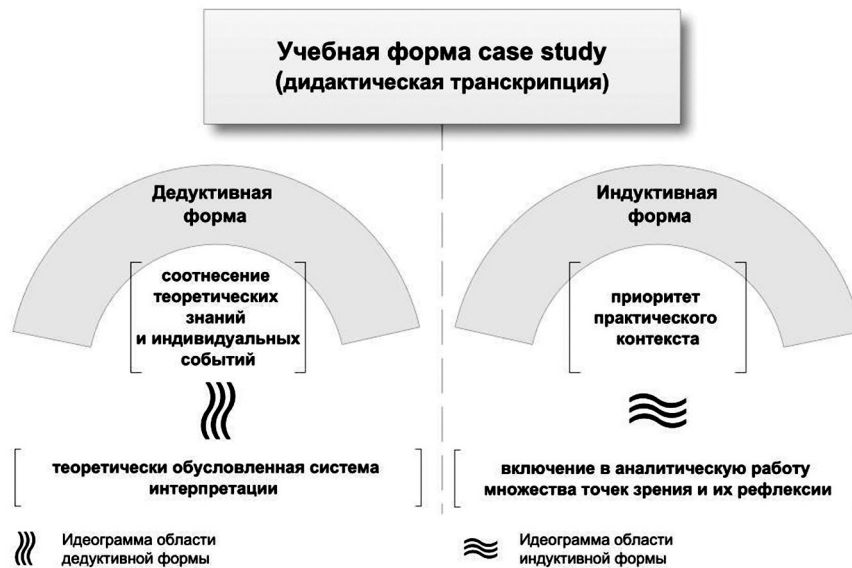 Учебная форма case study
(дидактическая транскрипция)
Дедуктивная
форма
соотнесение
теоретических
знаний
и индивидуальных
событий
теоретически обусловленная система
интерпретации
Индуктивная
форма
приоритет
практического
контекста
включение в аналитическую работу
множества точек зрения и их рефлексии
Идеограмма области
дедуктивной формы
Идеограмма области
индуктивной формы